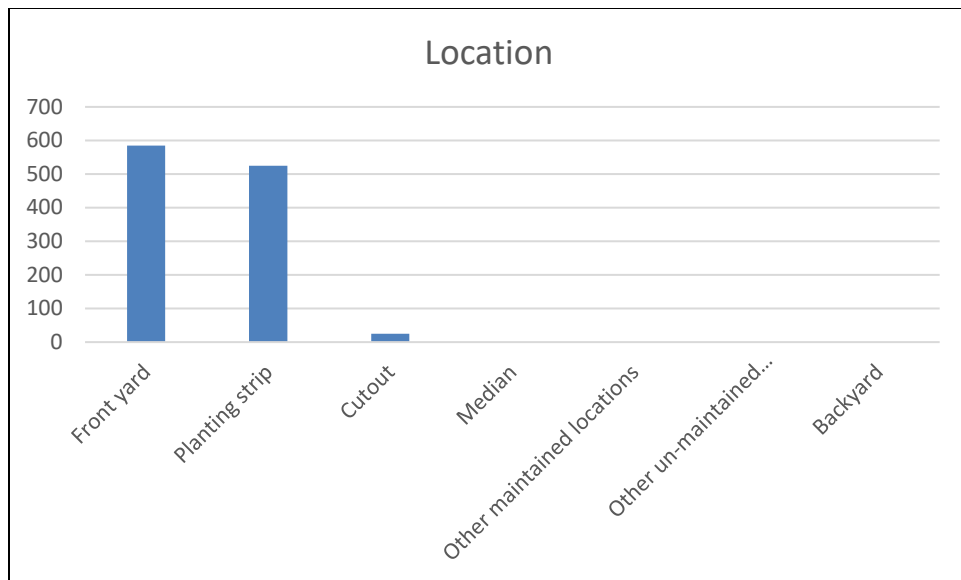 Location
700
600
500
400
300
200
100
0
Front yard
Planting strip
Cutout
Median
Other maintained locations
Other un-maintained…
Backyard